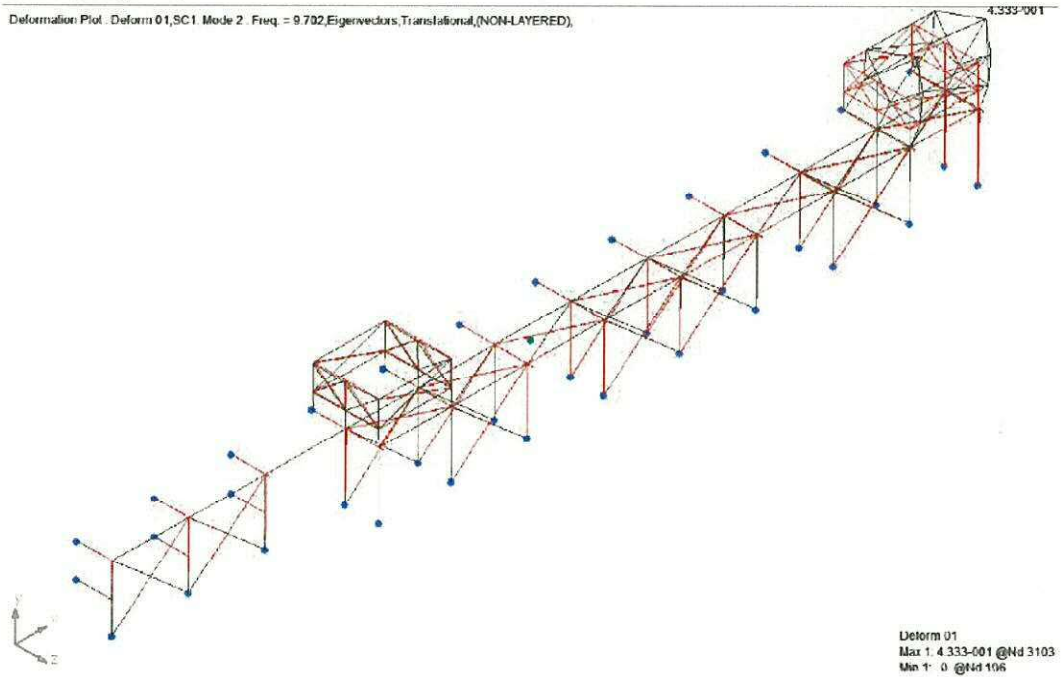 Deformation Plot . Deform 01,SC1. Mode 2 . Freq. = 9.702,Eigenvectors,Translational,(NON-LAYERED),
4.333-001
y
z
Deform 01
Max 1: 4.333-001 @Nd 3103
Min 1: 0. @Nd 196